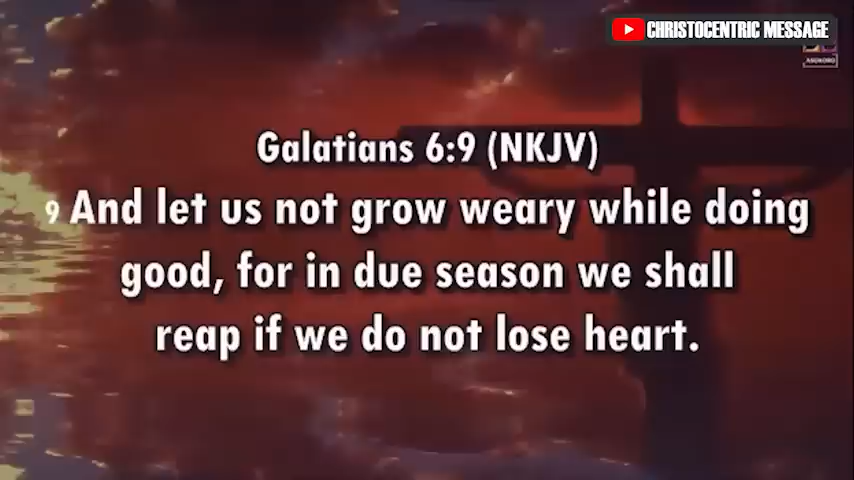 CHRISTOCENTRIC MESSAGE
ASOKORO
Galatians 6:9 (NKJV)
9 And let us not grow weary while doing
good, for in due season we shall
reap if we do not lose heart.